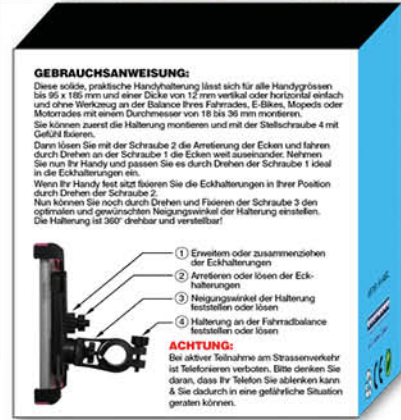 GEBRAUCHSANWEISUNG:
Diese solide, praktische Handyhalterung lässt sich für alle Handygrössen
bis 95 x 185 mm und einer Dicke von 12 mm vertikal oder horizontal einfach
und ohne Werkzeug an der Balance Ihres Fahrrades, E-Bikes, Mopeds oder
Motorrades mit einem Durchmesser von 18 bis 36 mm montieren.
Sie können zuerst die Halterung montieren und mit der Stellschraube 4 mit
Gefühl fixieren.
Dann lösen Sie mit der Schraube 2 die Arretierung der Ecken und fahren
durch Drehen an der Schraube 1 die Ecken weit auseinander. Nehmen
Sie nun Ihr Handy und passen Sie es durch Drehen der Schraube 1 ideal
in die Eckhalterungen ein.
Wenn Ihr Handy fest sitzt fixieren Sie die Eckhalterungen in Ihrer Position
durch Drehen der Schraube 2.
Nun können Sie noch durch Drehen und Fixieren der Schraube 3 den
optimalen und gewünschten Neigungswinkel der Halterung einstellen.
Die Halterung ist 360° drehbar und verstellbar!
1 Erweitern oder zusammenziehen
der Eckhalterungen
2 Arretieren oder lösen der Eck-
halterungen
3 Neigungswinkel der Halterung
feststellen oder lösen
4 Halterung an der Fahrradbalance
feststellen oder lösen
ACHTUNG:
Bei aktiver Teilnahme am Strassenverkehr
ist Telefonieren verboten. Bitte denken Sie
daran, dass Ihr Telefon Sie ablenken kann
& Sie dadurch in eine gefährliche Situation
geraten können.
CE